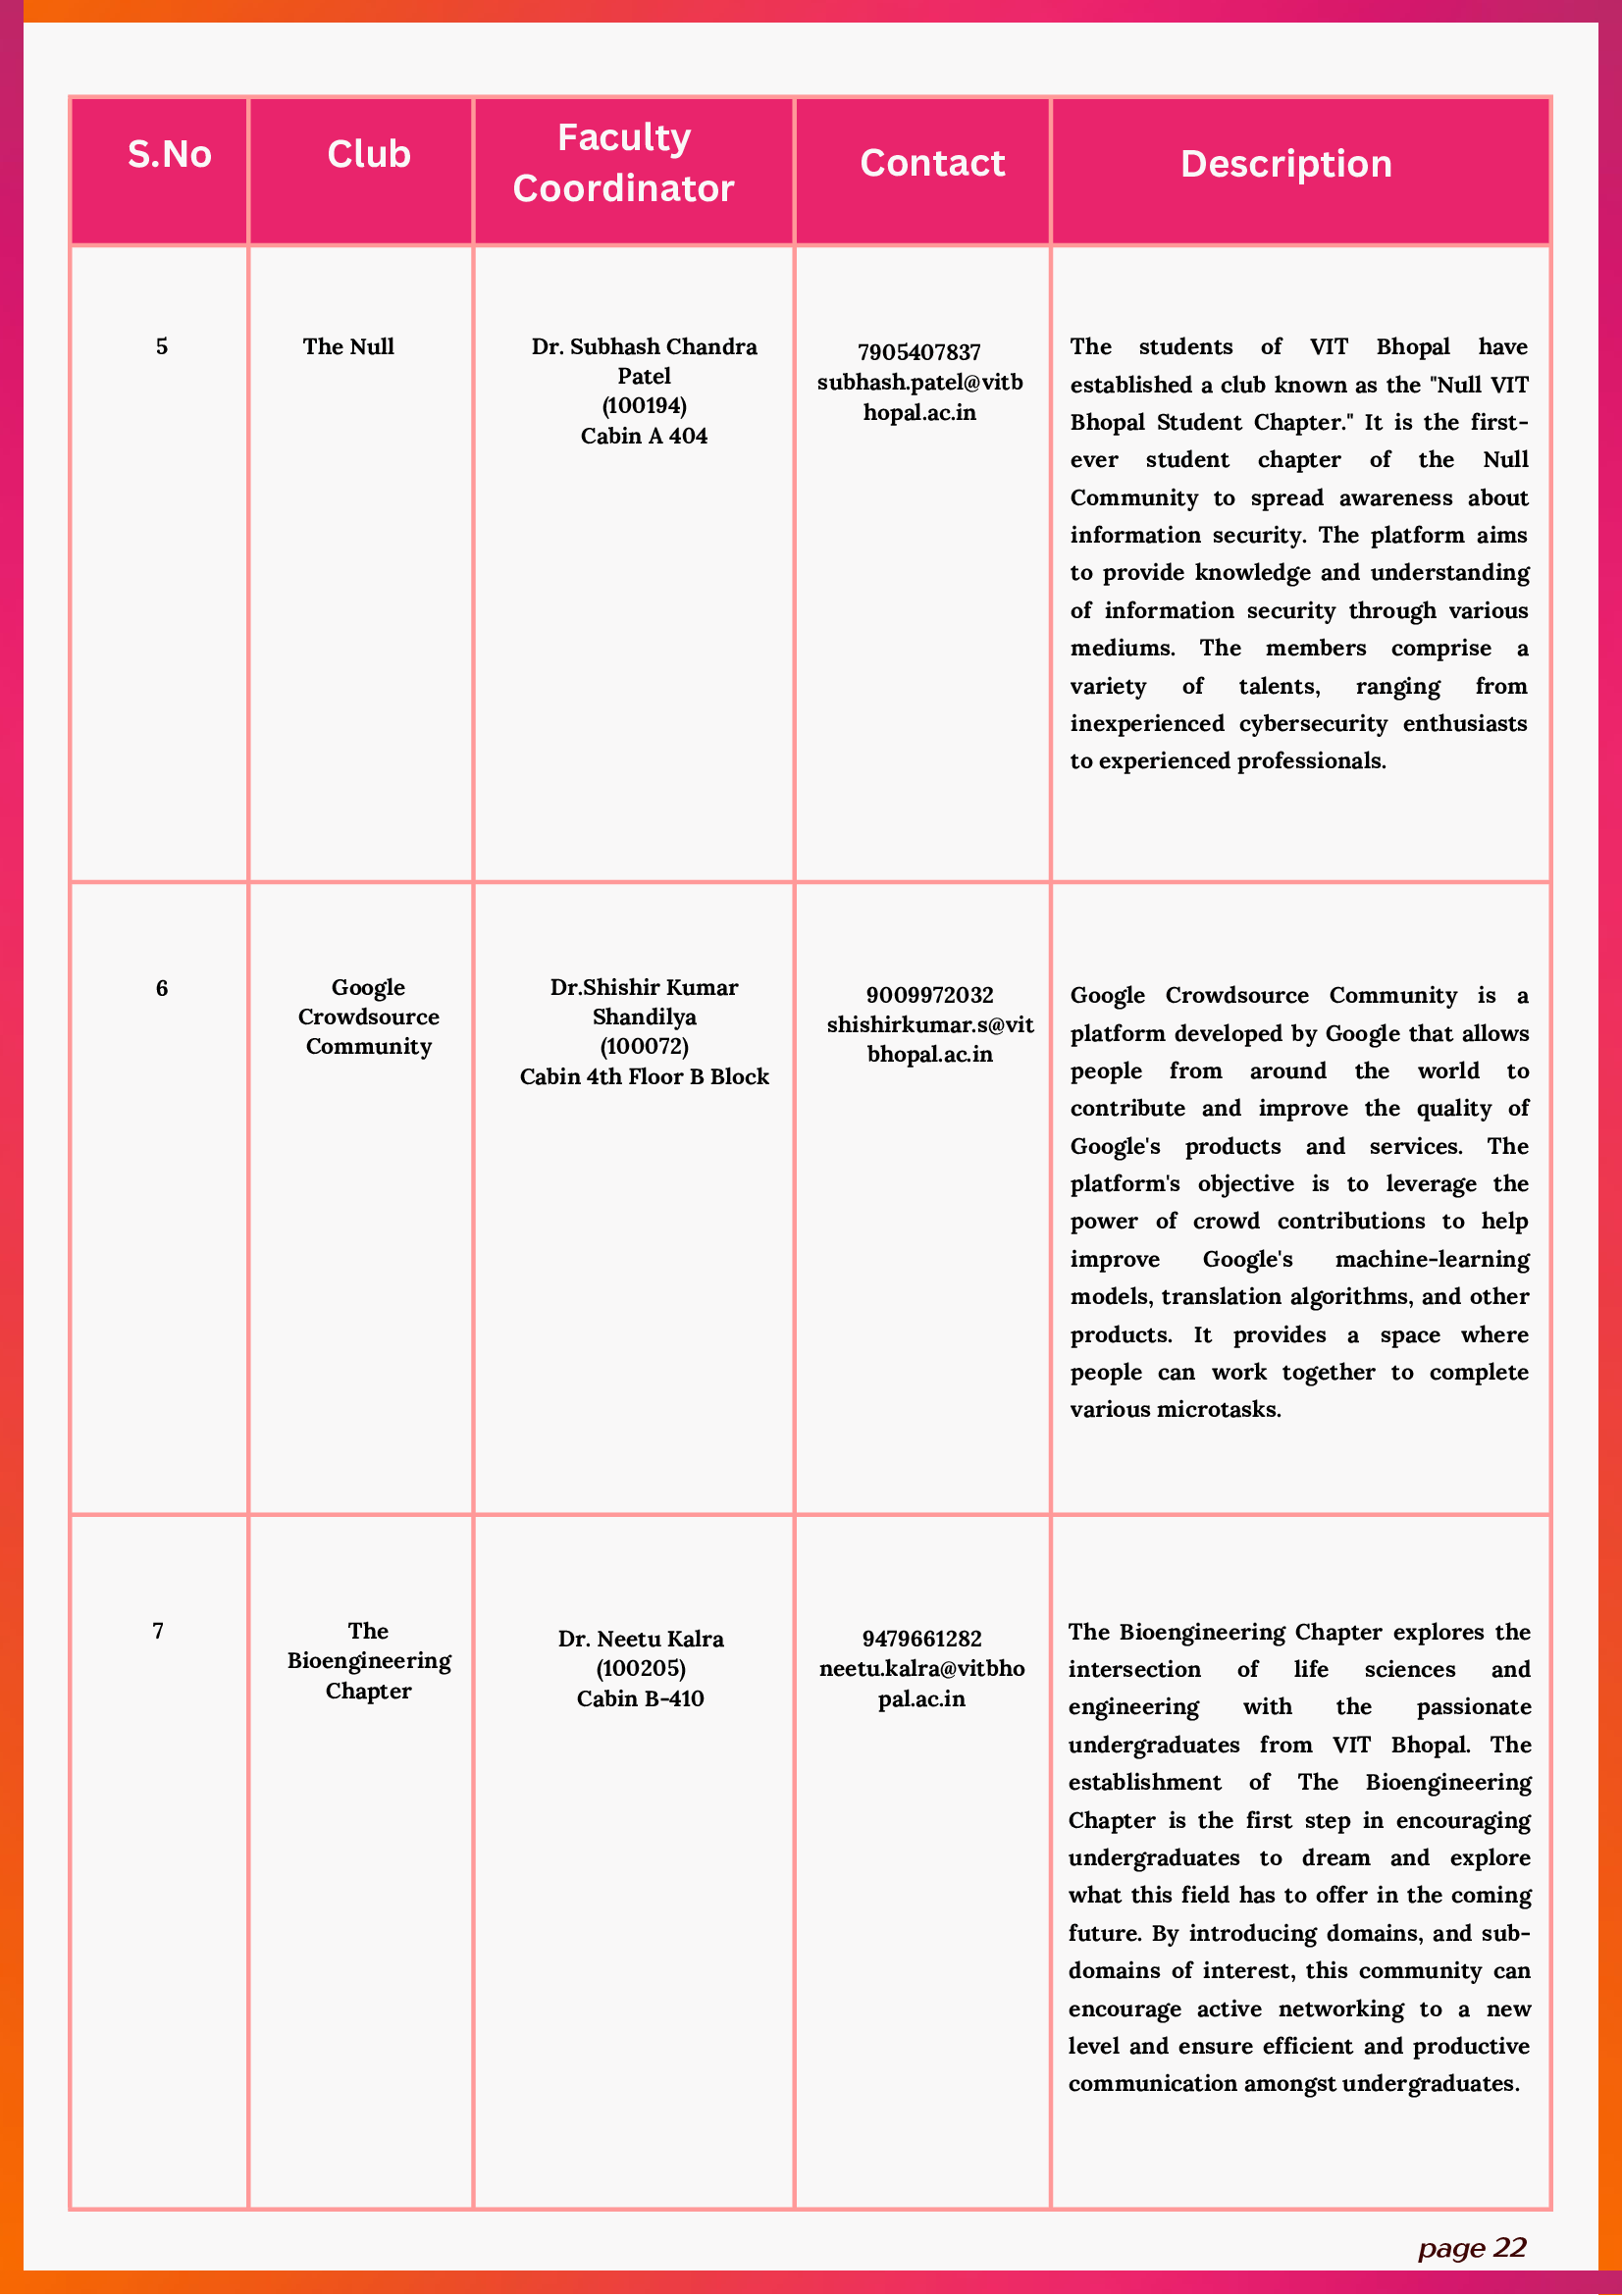 S.No
Club
Faculty
Coordinator
Contact
Description
5
The Null
Dr. Subhash Chandra
Patel
(100194)
Cabin A 404
7905407837
subhash.patel@vitb
hopal.ac.in
The students of VIT Bhopal have
established a club known as the "Null VIT
Bhopal Student Chapter." It is the first-
ever student chapter of the Null
Community to spread awareness about
information security. The platform aims
to provide knowledge and understanding
of information security through various
mediums. The members comprise a
variety of talents, ranging from
inexperienced cybersecurity enthusiasts
to experienced professionals.
6
Google
Crowdsource
Community
Dr.Shishir Kumar
Shandilya
(100072)
Cabin 4th Floor B Block
9009972032
shishirkumar.s@vit
bhopal.ac.in
Google Crowdsource Community is a
platform developed by Google that allows
people from around the world to
contribute and improve the quality of
Google's products and services. The
platform's objective is to leverage the
power of crowd contributions to help
improve Google's machine-learning
models, translation algorithms, and other
products. It provides a space where
people can work together to complete
various microtasks.
7
The
Bioengineering
Chapter
Dr. Neetu Kalra
(100205)
Cabin B-410
9479661282
neetu.kalra@vitbho
pal.ac.in
The Bioengineering Chapter explores the
intersection of life sciences and
engineering with the passionate
undergraduates from VIT Bhopal. The
establishment of The Bioengineering
Chapter is the first step in encouraging
undergraduates to dream and explore
what this field has to offer in the coming
future. By introducing domains, and sub-
domains of interest, this community can
encourage active networking to a new
level and ensure efficient and productive
communication amongst undergraduates.
page 22